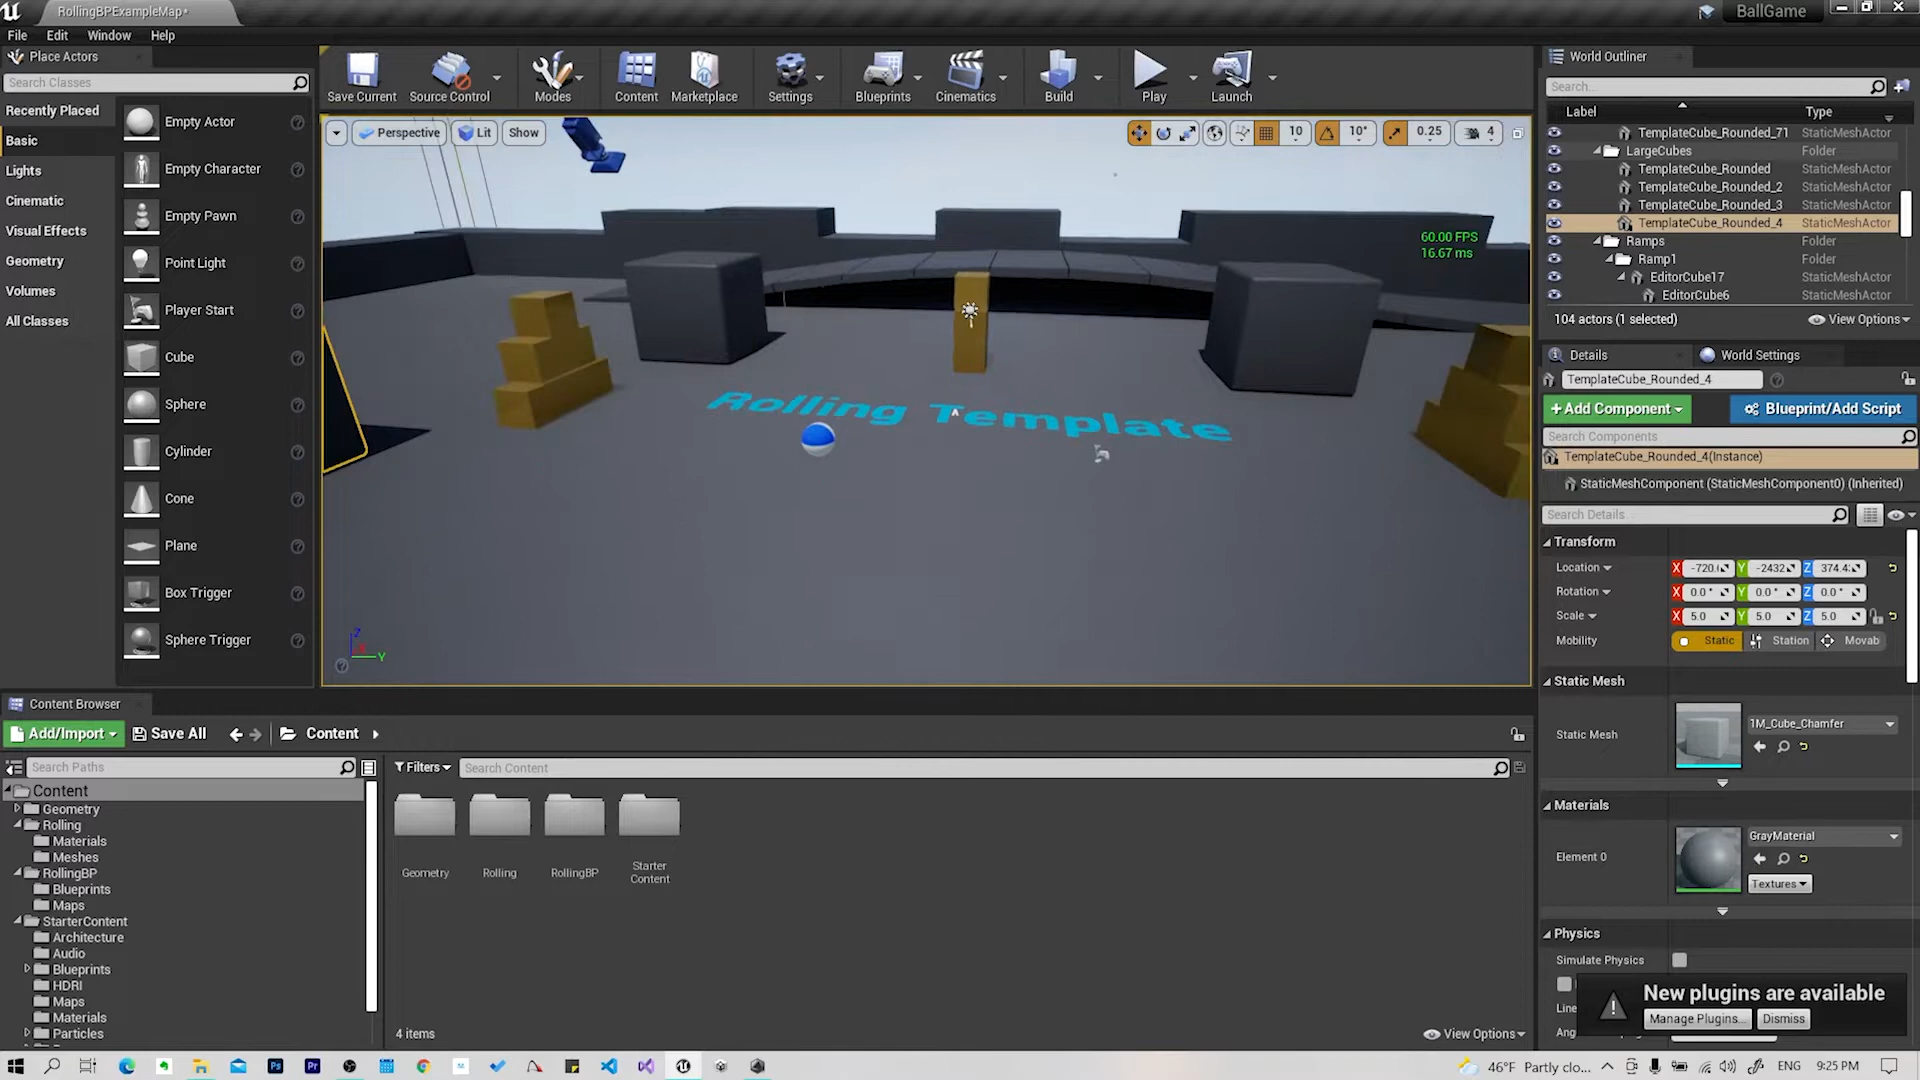 RollingBPExampleMap*
BallGame
File Edit Window Help
Place Actors
Search Classes
Recently Placed
Basic
Lights
Cinematic
Visual Effects
Geometry
Volumes
All Classes
Empty Actor
Empty Character
Empty Pawn
Point Light
Player Start
Cube
Sphere
Cylinder
Cone
Plane
Box Trigger
Sphere Trigger
Save Current Source Control Modes Content Marketplace Settings Blueprints Cinematics Build Play Launch
Perspective Lit Show
10 10° 0.25 4
60.00 FPS
16.67 ms
Rolling Template
Z
Y
World Outliner
Search...
Label Type
TemplateCube_Rounded_71 StaticMeshActor
LargeCubes Folder
TemplateCube_Rounded StaticMeshActor
TemplateCube_Rounded_2 StaticMeshActor
TemplateCube_Rounded_3 StaticMeshActor
TemplateCube_Rounded_4 StaticMeshActor
Ramps Folder
Ramp1 Folder
EditorCube17 StaticMeshActor
EditorCube6 StaticMeshActor
104 actors (1 selected) View Options
Details World Settings
TemplateCube_Rounded_4
+Add Component Blueprint/Add Script
Search Components
TemplateCube_Rounded_4(Instance)
StaticMeshComponent (StaticMeshComponent0) (Inherited)
Search Details
Transform
Location X -720.( Y -2432 Z 374.4
Rotation X 0.0 ° Y 0.0 ° Z 0.0 °
Scale X 5.0 Y 5.0 Z 5.0
Mobility Static Station Movab
Static Mesh
Static Mesh 1M_Cube_Chamfer
Materials
Element 0 GrayMaterial
Textures
Physics
Simulate Physics
Line
Ang
New plugins are available
Manage Plugins... Dismiss
Content Browser
Add/Import Save All Content
Search Paths
Filters Search Content
Content
Geometry
Rolling
Materials
Meshes
RollingBP
Blueprints
Maps
StarterContent
Architecture
Audio
Blueprints
HDRI
Maps
Materials
Particles
Geometry Rolling RollingBP Starter Content
4 items View Options
46°F Partly clo... ENG 9:25 PM